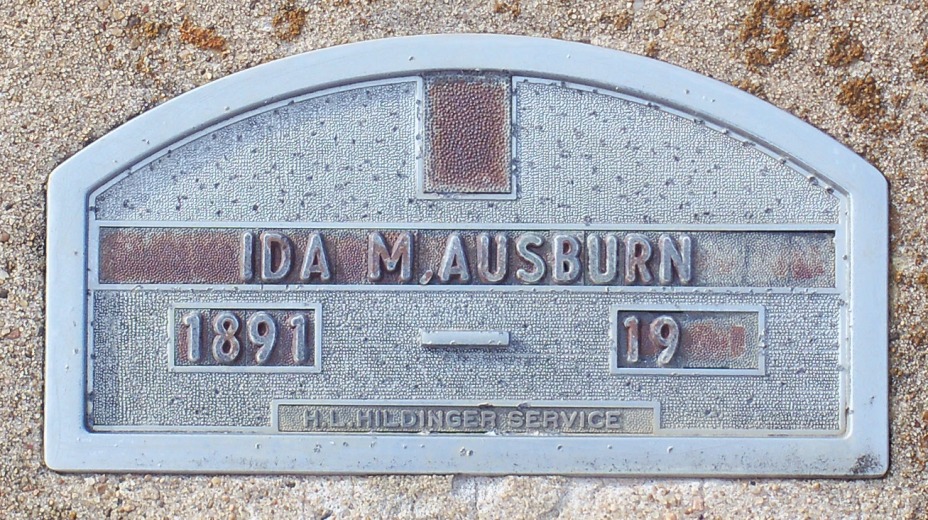 IDA M. AUSBURN
1891 — 19
H.L. HILDINGER SERVICE